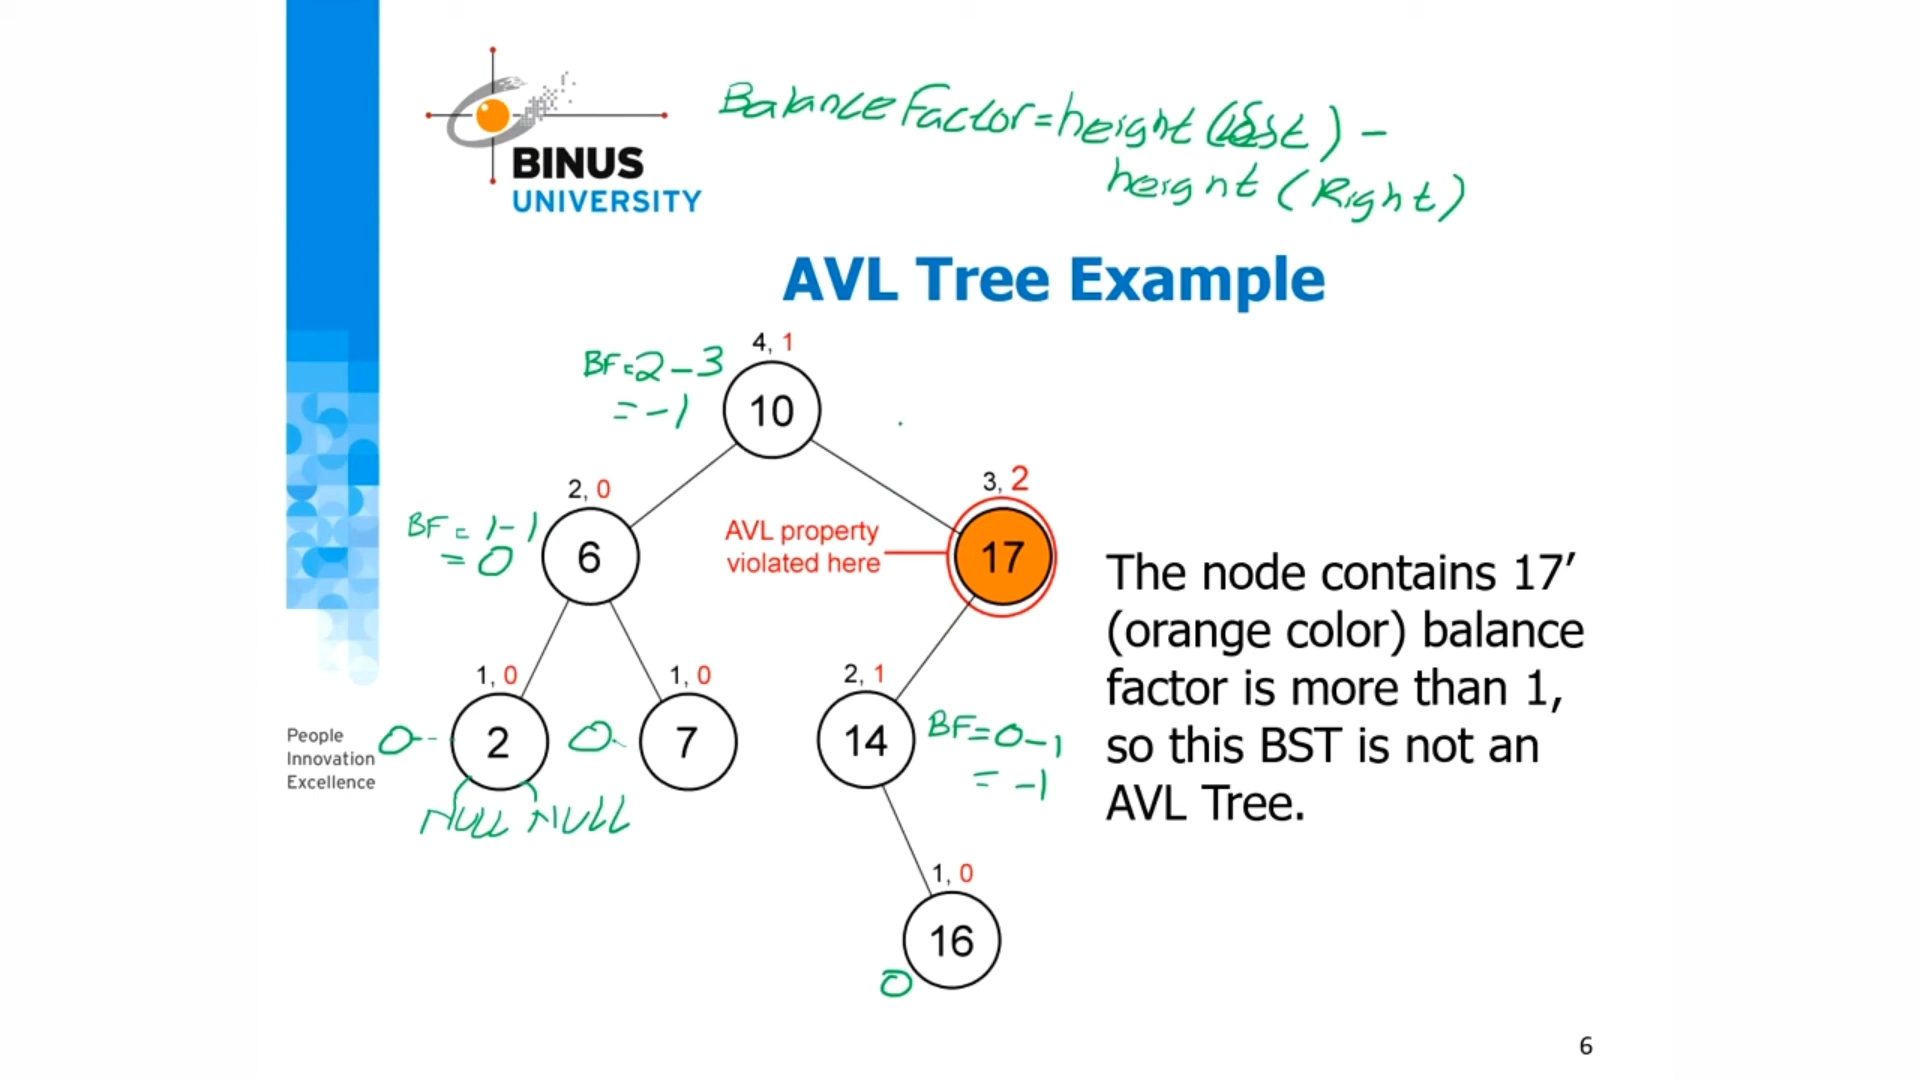 Balance Factor = height (Left) -
height (Right)
BINUS
UNIVERSITY
AVL Tree Example
4, 1
BF = 2 - 3
= -1
10
2, 0
3, 2
BF = 1 - 1
= 0
6
AVL property
violated here
17
The node contains 17’
(orange color) balance
factor is more than 1,
so this BST is not an
AVL Tree.
1, 0
1, 0
2, 1
People
Innovation
Excellence
0
2
0
7
14
BF = 0 - 1
= -1
NULL NULL
1, 0
16
0
6